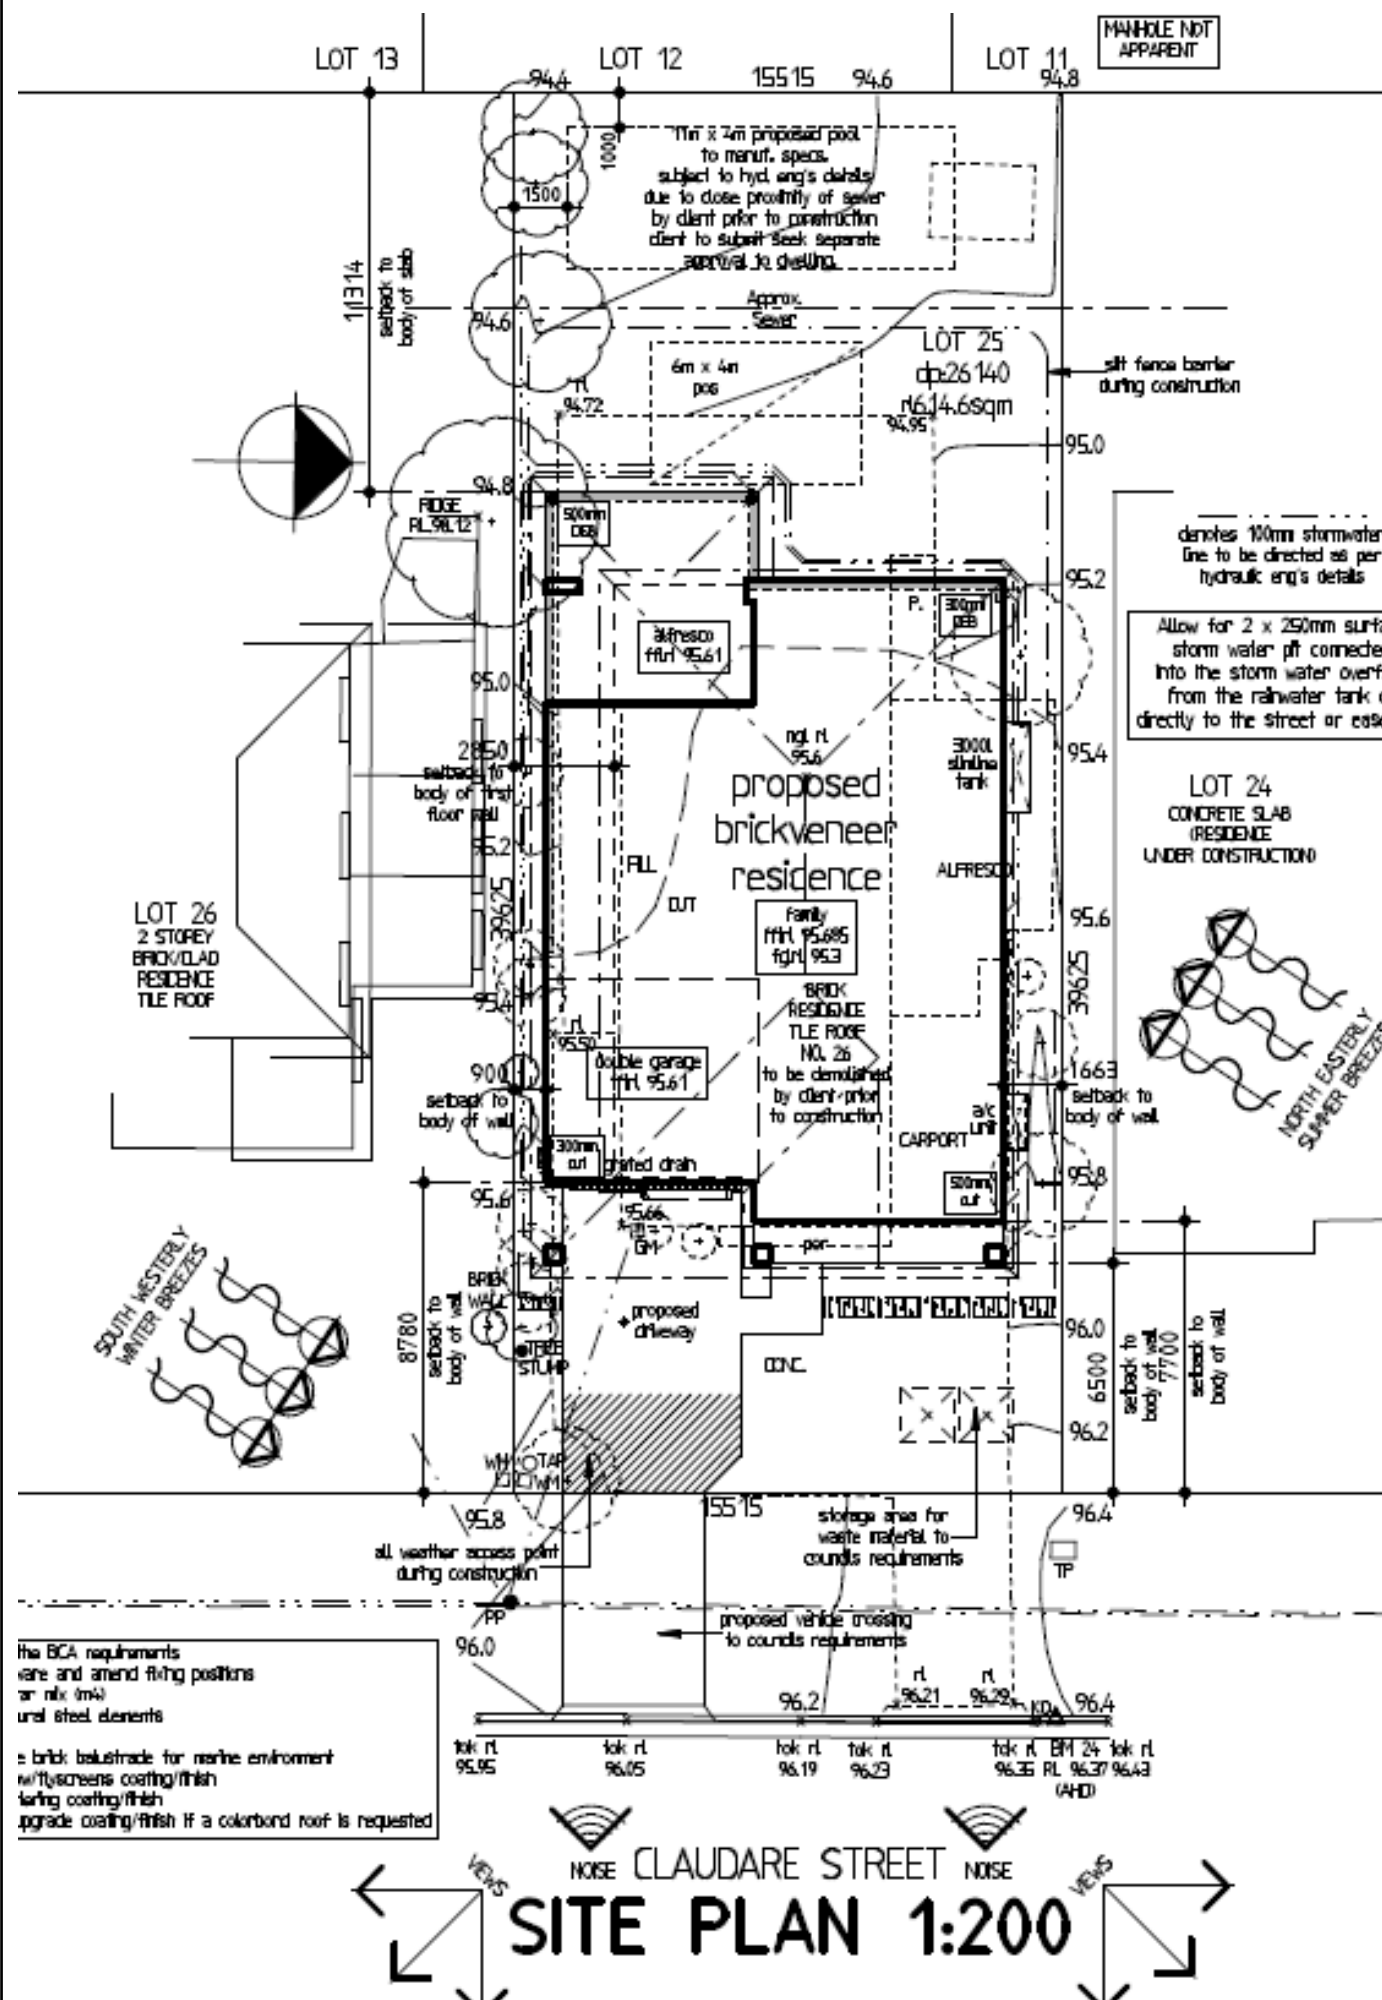 LOT 13
LOT 12
LOT 11
MANHOLE NOT
APPARENT
94.4
15515
94.6
94.8
1000
11m x 4m proposed pool
to manuf. specs.
subject to hyd. eng's details
due to close proximity of sewer
by client prior to construction
client to submit seek separate
approval to dwelling.
1500
11314
setback to
body of slab
Approx.
Sewer
94.6
LOT 25
dp:26140
614.6sqm
silt fence barrier
during construction
6m x 4m
pos
rl
94.72
94.95
95.0
94.8
RIDGE
RL.98.12
500mm
DEB
denotes 100mm stormwater
line to be directed as per
hydraulic eng's details
95.2
P.
300mm
DEB
alfresco
ffl.rl 95.61
Allow for 2 x 250mm
storm water pit
into the storm water
from the rainwater tank
directly to the street or
95.0
2850
setback to
body of first
floor wall
ngl rl
95.6
3000l
slimline
tank
95.4
proposed
brickveneer
residence
LOT 24
CONCRETE SLAB
(RESIDENCE
UNDER CONSTRUCTION)
95.2
FILL
CUT
ALFRESCO
39625
LOT 26
2 STOREY
BRICK/CLAD
RESIDENCE
TILE ROOF
family
ffl.rl 95.685
fgl.rl 95.3
95.6
39625
95.4
BRICK
RESIDENCE
TILE ROOF
NO. 26
to be demolished
by client prior
to construction
NORTH EASTERLY
SUMMER BREEZES
rl
95.50
double garage
ffl.rl 95.61
900
setback to
body of wall
1663
setback to
body of wall
a/c
unit
CARPORT
300mm
cut
grated drain
95.8
500mm
cut
95.6
95.66
GM
por
SOUTH WESTERLY
WINTER BREEZES
BRICK
WALL
8780
setback to
body of wall
TREE
STUMP
proposed
driveway
CONC.
96.0
6500
setback to
body of wall
7700
setback to
body of wall
96.2
WH
TAP
WM
95.8
15515
storage area for
waste material to
councils requirements
96.4
TP
all weather access point
during construction
PP
96.0
proposed vehicle crossing
to councils requirements
the BCA requirements
and amend fixing positions
mix (m4)
steel elements
brick balustrade for marine environment
coating/finish
coating/finish
upgrade coating/finish if a colorbond roof is requested
96.2
rl
96.21
rl
96.29
KO
96.4
tok rl
95.95
tok rl
96.05
tok rl
96.19
tok rl
96.23
tok rl
96.35
BM 24
RL 96.37
(AHD)
tok rl
96.43
NOISE
CLAUDARE STREET
NOISE
VIEWS
VIEWS
SITE PLAN 1:200